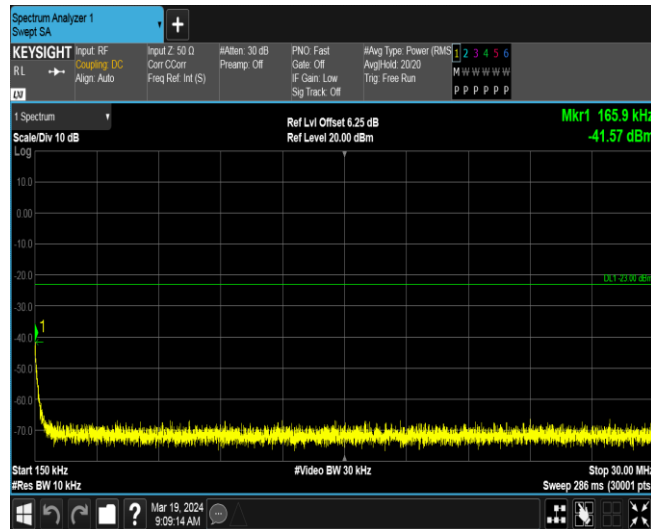 Spectrum Analyzer 1
Swept SA
KEYSIGHT
RL
LXI
Input: RF
Coupling: DC
Align: Auto
Input Z: 50 Ω
Corr CCorr
Freq Ref: Int (S)
#Atten: 30 dB
Preamp: Off
PNO: Fast
Gate: Off
IF Gain: Low
Sig Track: Off
#Avg Type: Power (RMS
Avg|Hold: 20/20
Trig: Free Run
1 2 3 4 5 6
M W W W W W
P P P P P P
1 Spectrum
Scale/Div 10 dB
Log
Ref Lvl Offset 6.25 dB
Ref Level 20.00 dBm
Mkr1 165.9 kHz
-41.57 dBm
10.0
0.00
-10.0
-20.0
DL1 -23.00 dBm
-30.0
1
-40.0
-50.0
-60.0
-70.0
Start 150 kHz
#Video BW 30 kHz
Stop 30.00 MHz
#Res BW 10 kHz
Sweep 286 ms (30001 pts
?
Mar 19, 2024
9:09:14 AM